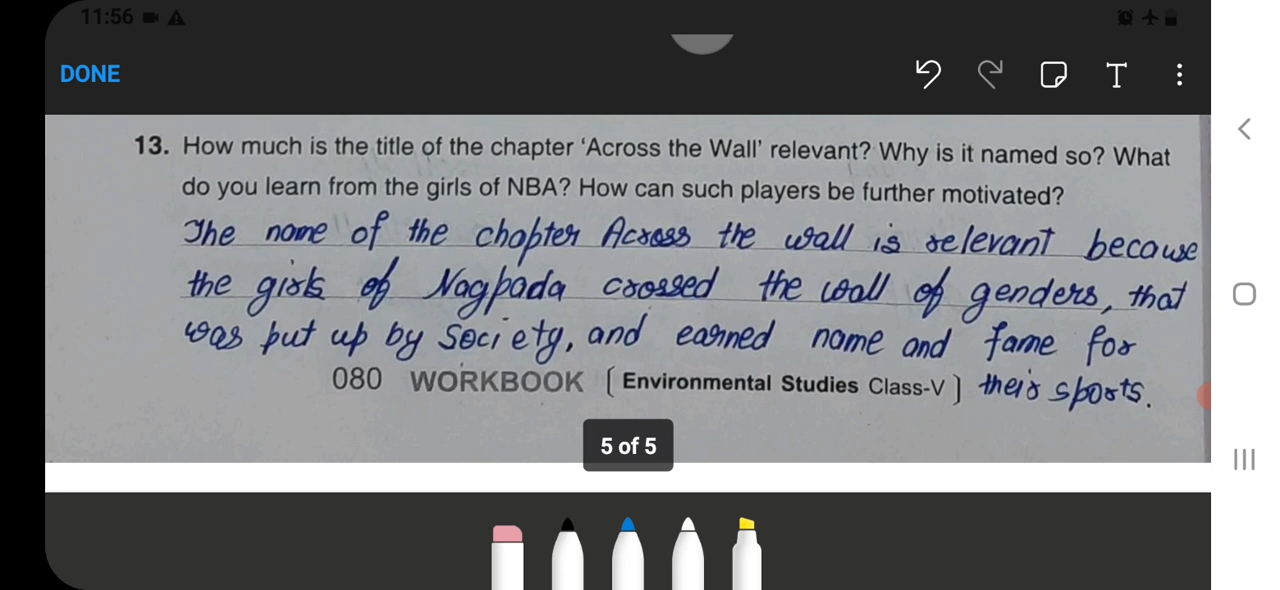 11:56
DONE
T
13. How much is the title of the chapter ‘Across the Wall’ relevant? Why is it named so? What
do you learn from the girls of NBA? How can such players be further motivated?
The name of the chapter Across the wall is relevant because
the girls of Nagpada crossed the wall of genders, that
was put up by Society, and earned name and fame for
080 WORKBOOK [ Environmental Studies Class-V ] their sports.
5 of 5